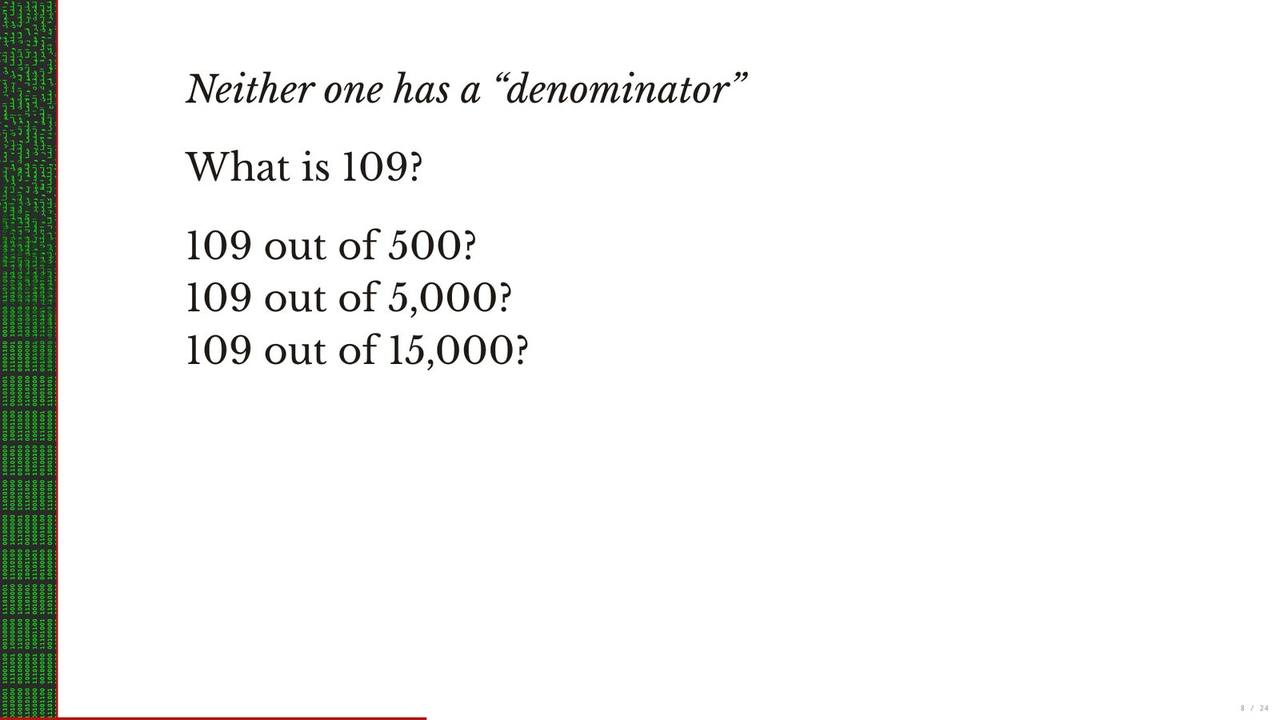 Neither one has a “denominator”
What is 109?
109 out of 500?
109 out of 5,000?
109 out of 15,000?
8 / 24